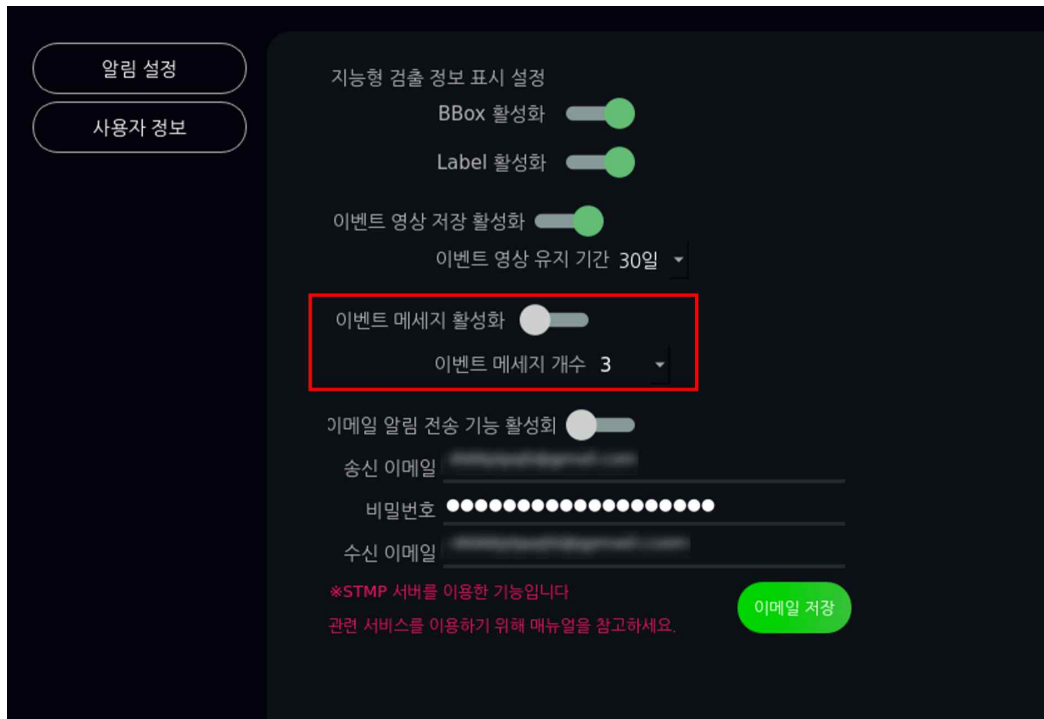 알림 설정
사용자 정보
지능형 검출 정보 표시 설정
BBox 활성화
Label 활성화
이벤트 영상 저장 활성화
이벤트 영상 유지 기간 30일
이벤트 메세지 활성화
이벤트 메세지 개수 3
이메일 알림 전송 기능 활성회
송신 이메일
비밀번호 ●●●●●●●●●●●●●●●●●●●
수신 이메일
※STMP 서버를 이용한 기능입니다
관련 서비스를 이용하기 위해 매뉴얼을 참고하세요.
이메일 저장